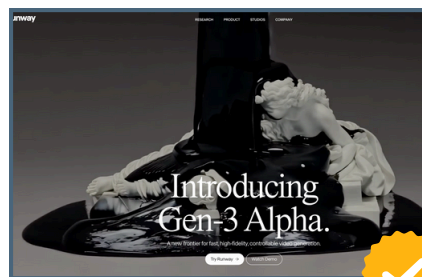 runway
RESEARCH PRODUCT STUDIOS COMPANY
Introducing
Gen-3 Alpha.
A new frontier for fast, high-fidelity, controllable video generation.
Try Runway
Watch Demo